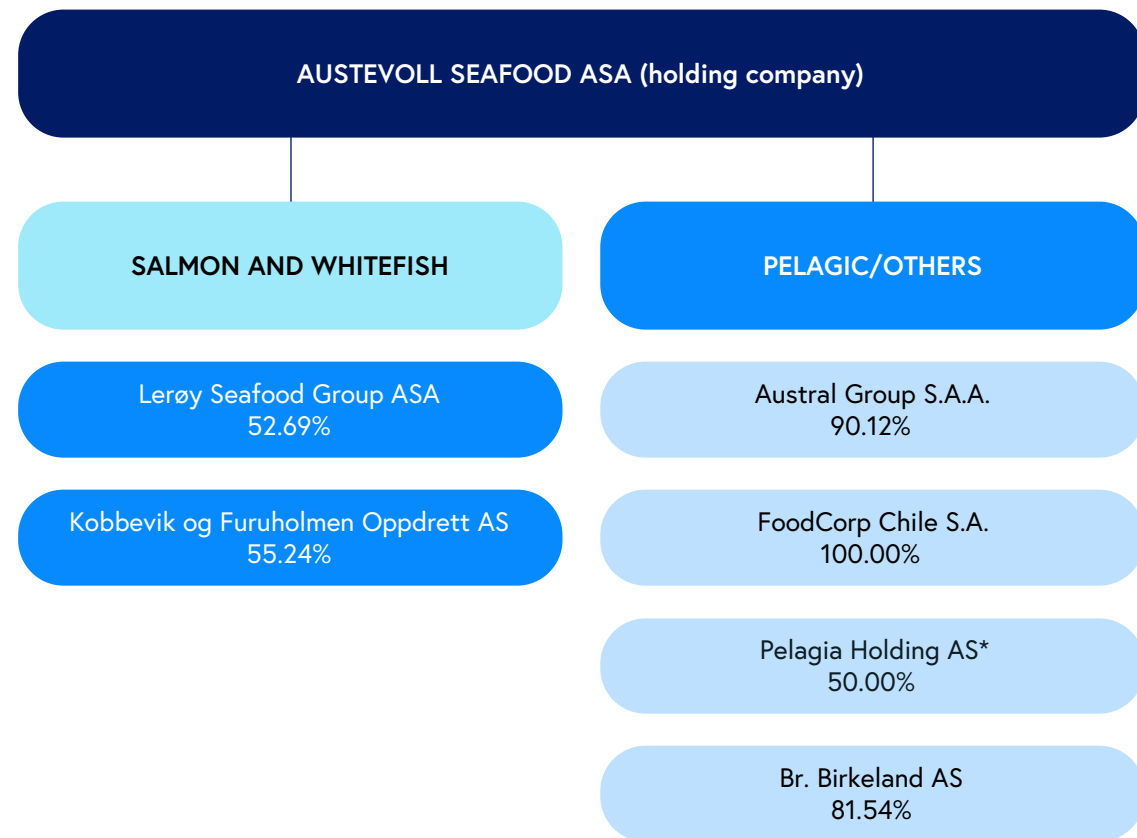 AUSTEVOLL SEAFOOD ASA (holding company)
SALMON AND WHITEFISH
Lerøy Seafood Group ASA
52.69%
Kobbevik og Furuholmen Oppdrett AS
55.24%
PELAGIC/OTHERS
Austral Group S.A.A.
90.12%
FoodCorp Chile S.A.
100.00%
Pelagia Holding AS*
50.00%
Br. Birkeland AS
81.54%